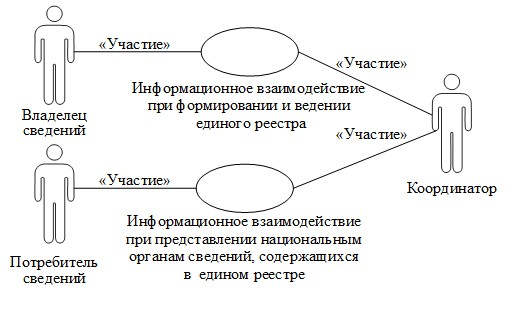 «Участие»
«Участие»
Информационное взаимодействие
при формировании и ведении
единого реестра
Владелец
сведений
«Участие»
Координатор
«Участие»
Информационное взаимодействие
при представлении национальным
органам сведений, содержащихся
в едином реестре
Потребитель
сведений